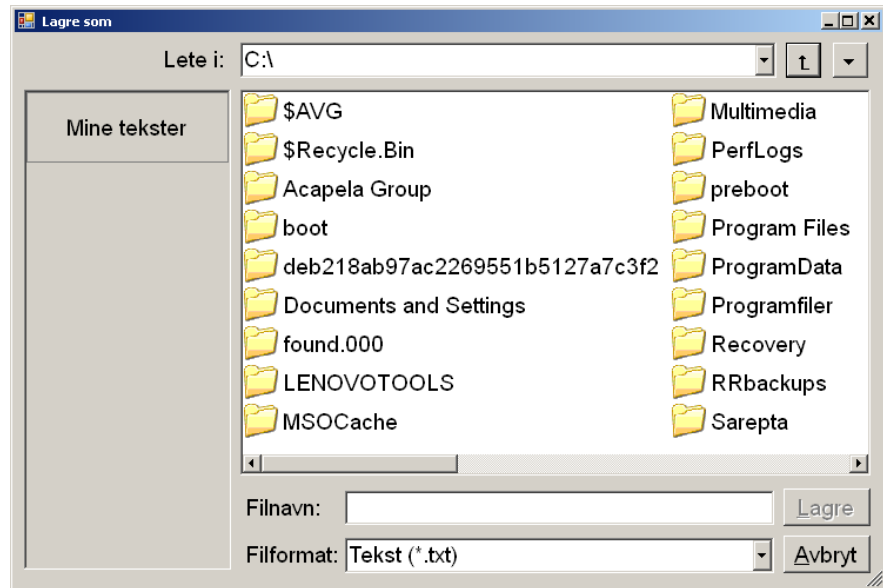 Lagre som
Lete i: C:\
Mine tekster
$AVG
$Recycle.Bin
Acapela Group
boot
deb218ab97ac2269551b5127a7c3f2
Documents and Settings
found.000
LENOVOTOOLS
MSOCache
Multimedia
PerfLogs
preboot
Program Files
ProgramData
Programfiler
Recovery
RRbackups
Sarepta
Filnavn:
Lagre
Filformat: Tekst (*.txt)
Avbryt